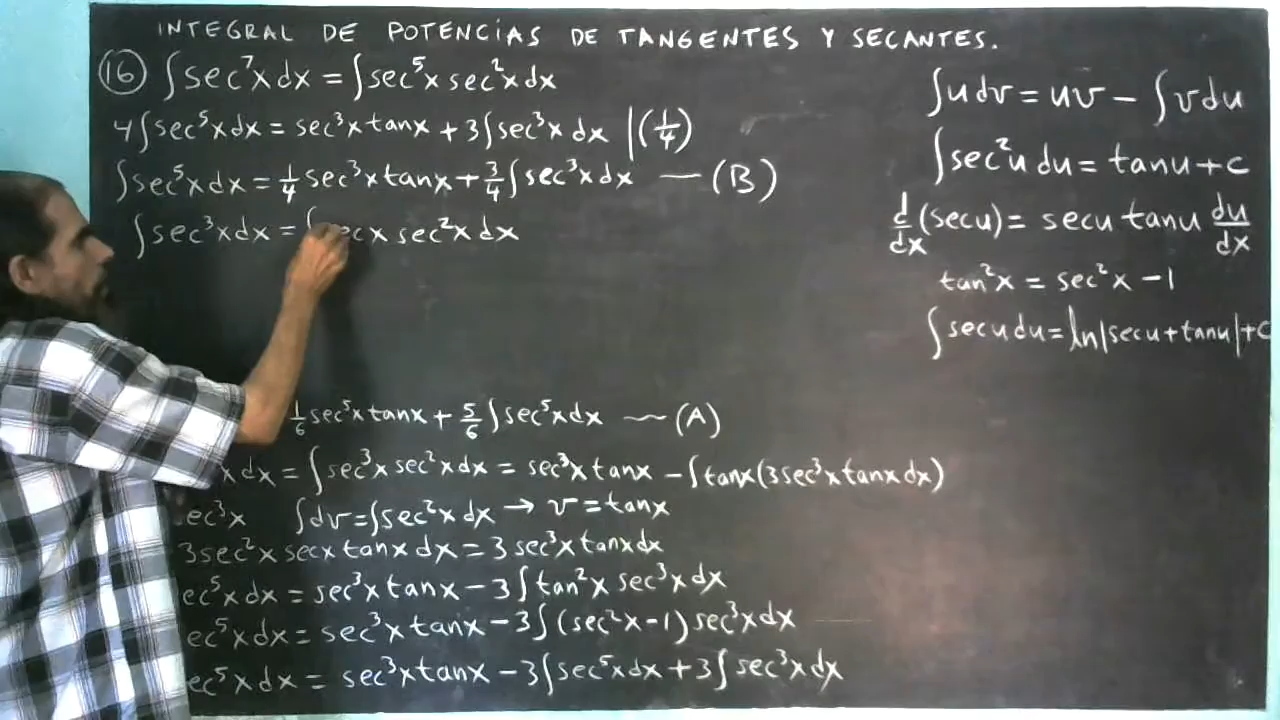 INTEGRAL DE POTENCIAS DE TANGENTES Y SECANTES.
(16) ∫sec⁷x dx = ∫sec⁵x sec²x dx
4∫sec⁵x dx = sec³x tanx + 3∫sec³x dx |(1/4)
∫sec⁵x dx = 1/4 sec³x tanx + 3/4 ∫sec³x dx — (B)
∫sec³x dx = ∫secx sec²x dx
1/6 sec⁵x tanx + 5/6 ∫sec⁵x dx — (A)
x dx = ∫sec³x sec²x dx = sec³x tanx - ∫tanx(3sec³x tanx dx)
sec³x ∫dv = ∫sec²x dx → v = tanx
3sec²x secx tanx dx = 3 sec³x tanx dx
ec⁵x dx = sec³x tanx - 3∫tan²x sec³x dx
ec⁵x dx = sec³x tanx - 3∫(sec²x - 1) sec³x dx
ec⁵x dx = sec³x tanx - 3∫sec⁵x dx + 3∫sec³x dx
∫u dv = uv - ∫v du
∫sec²u du = tanu + c
d/dx (secu) = secu tanu du/dx
tan²x = sec²x - 1
∫secu du = ln|secu + tanu| + c